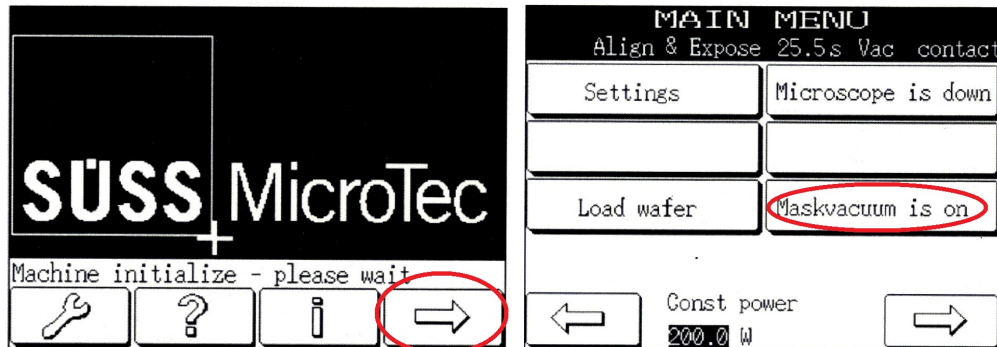 SÜSS MicroTec
Machine initialize - please wait
?
i
MAIN MENU
Align & Expose 25.5s Vac contact
Settings
Microscope is down
Load wafer
Maskvacuum is on
Const power
200.0 W